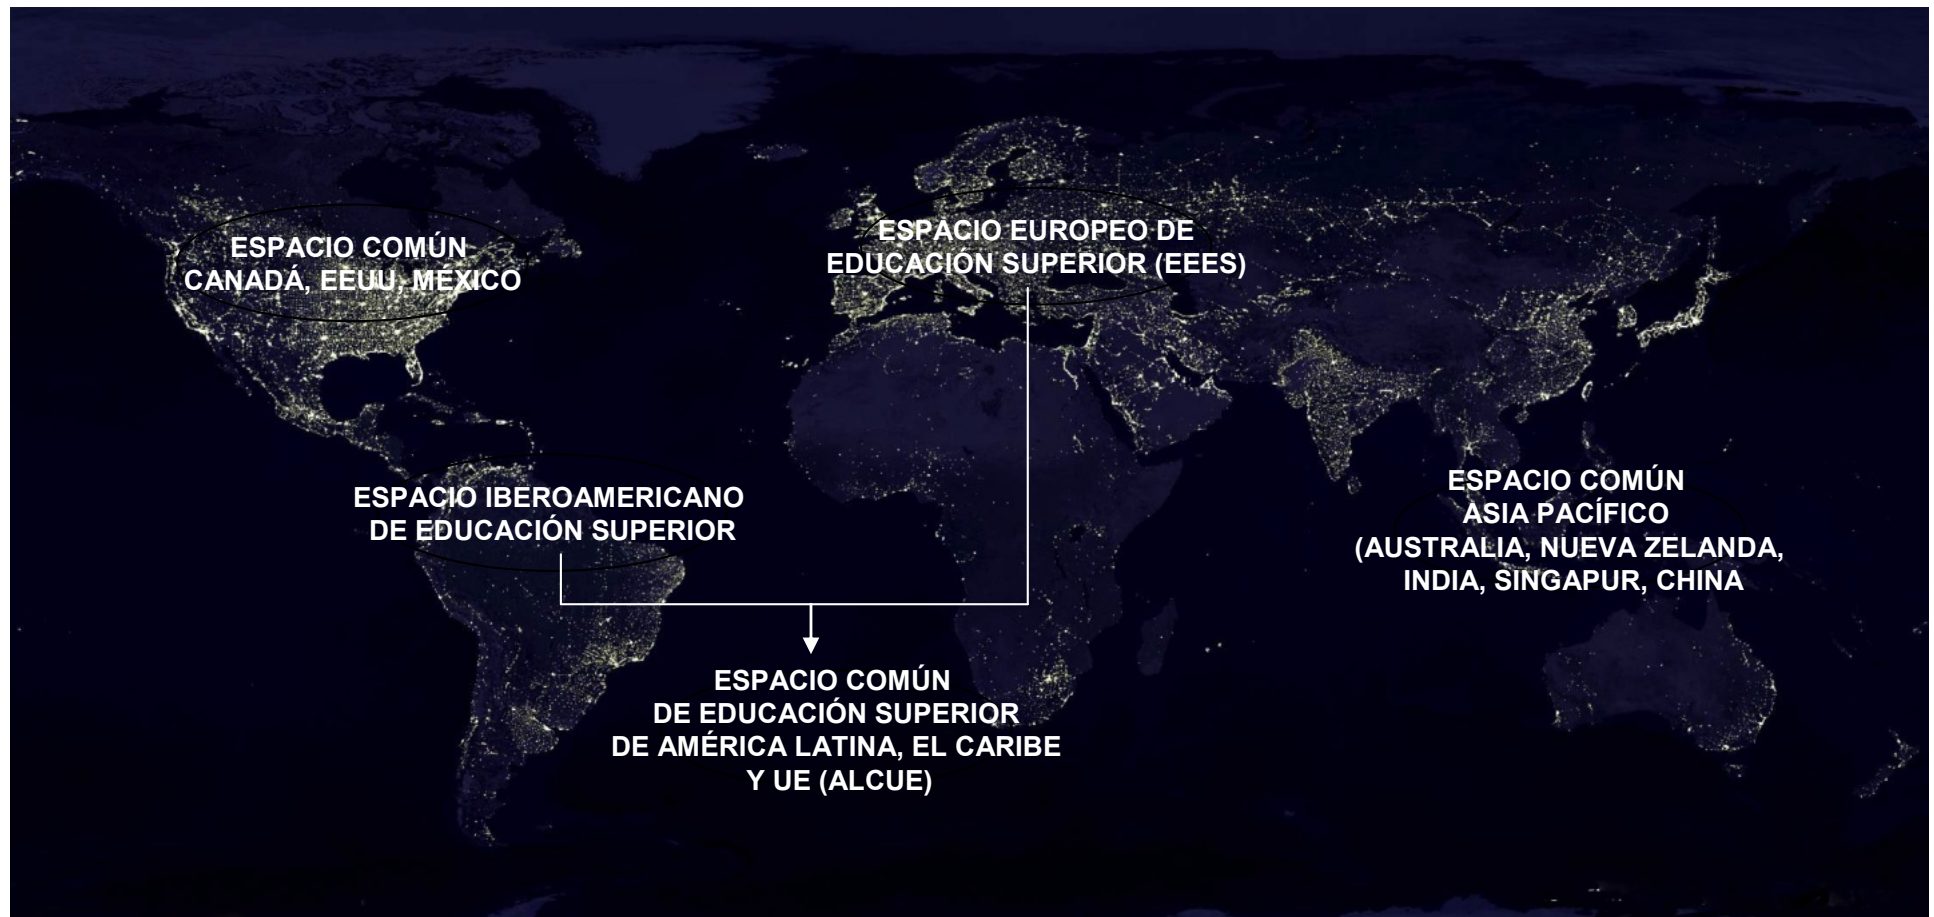 ESPACIO COMÚN
CANADÁ, EEUU, MÉXICO
ESPACIO EUROPEO DE
EDUCACIÓN SUPERIOR (EEES)
ESPACIO IBEROAMERICANO
DE EDUCACIÓN SUPERIOR
ESPACIO COMÚN
ASIA PACÍFICO
(AUSTRALIA, NUEVA ZELANDA,
INDIA, SINGAPUR, CHINA
ESPACIO COMÚN
DE EDUCACIÓN SUPERIOR
DE AMÉRICA LATINA, EL CARIBE
Y UE (ALCUE)